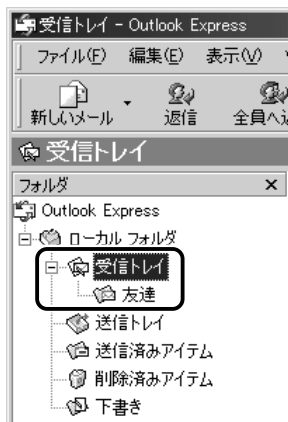 受信トレイ - Outlook Express
ファイル(F) 編集(E) 表示(V)
新しいメール 返信 全員へ
受信トレイ
フォルダ ×
Outlook Express
ローカル フォルダ
受信トレイ
友達
送信トレイ
送信済みアイテム
削除済みアイテム
下書き